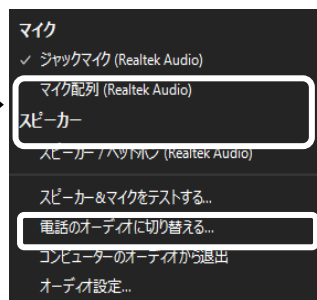 マイク
✓ ジャックマイク (Realtek Audio)
マイク配列 (Realtek Audio)
スピーカー
スピーカー / ヘッドホン (Realtek Audio)
スピーカー&マイクをテストする...
電話のオーディオに切り替える...
コンピューターのオーディオから退出
オーディオ設定...